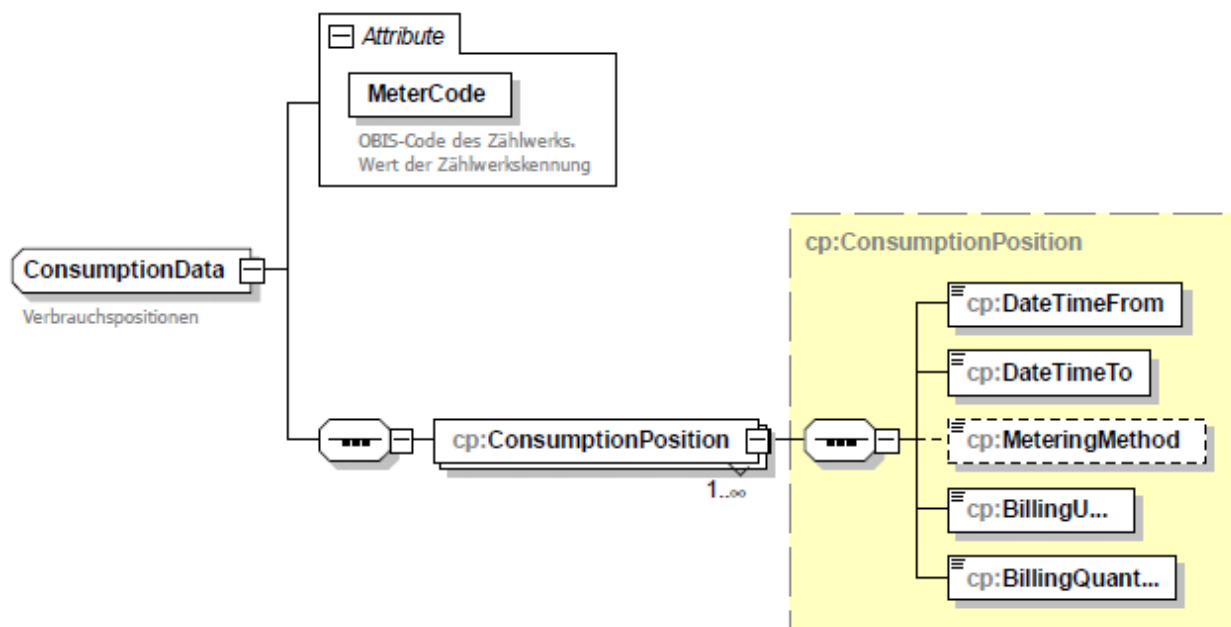 Attribute
MeterCode
OBIS-Code des Zählwerks.
Wert der Zählwerkskennung
ConsumptionData
Verbrauchspositionen
cp:ConsumptionPosition
1..∞
cp:ConsumptionPosition
cp:DateTimeFrom
cp:DateTimeTo
cp:MeteringMethod
cp:BillingU...
cp:BillingQuant...